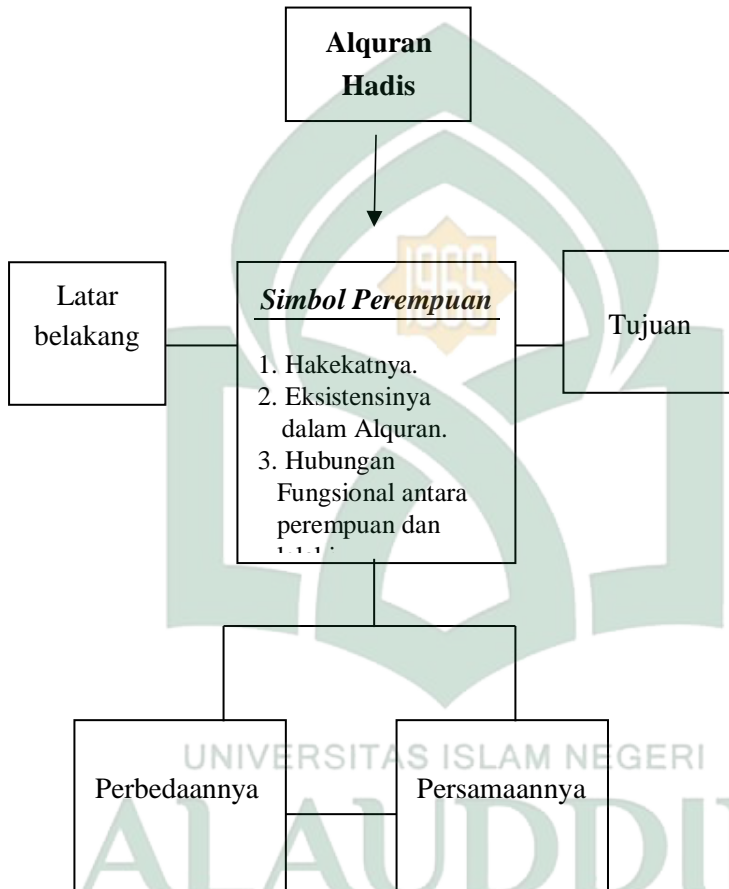 Alquran
Hadis
1965
Latar
belakang
Simbol Perempuan
1. Hakekatnya.
2. Eksistensinya
dalam Alquran.
3. Hubungan
Fungsional antara
perempuan dan
Tujuan
UNIVERSITAS ISLAM NEGERI
Perbedaannya
Persamaannya
ALAUDDI